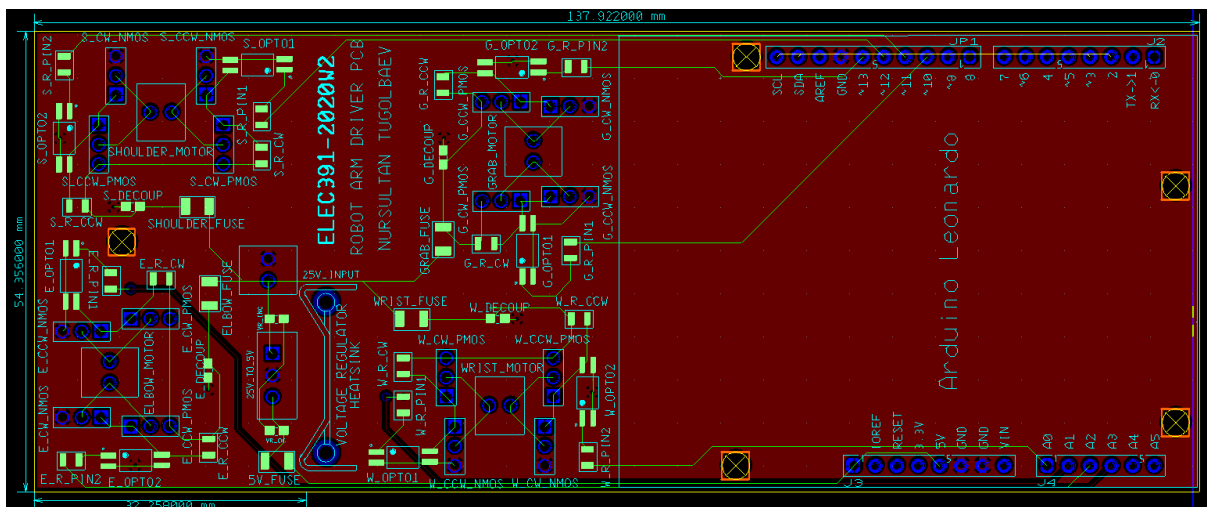 137.922000 mm
54.356000 mm
32.258000 mm
S_CW_NMOS
S_CCW_NMOS
S_OPTO1
S_R_PIN2
S_OPTO2
S_R_PIN1
S_R_CW
SHOULDER_MOTOR
S_CCW_PMOS
S_CW_PMOS
S_DECOUP
S_R_CCW
SHOULDER_FUSE
ELEC391-2020W2
ROBOT ARM DRIVER PCB
NURSULTAN TUGOLBAEV
G_OPTO2
G_R_PIN2
G_R_CCW
G_CCW_PMOS
G_CW_NMOS
G_DECOUP
GRAB_MOTOR
G_CW_PMOS
G_CCW_NMOS
GRAB_FUSE
G_R_CW
G_OPTO1
G_R_PIN1
E_OPTO1
E_R_PIN1
E_R_CW
E_CW_PMOS
ELBOW_FUSE
E_CCW_NMOS
ELBOW_MOTOR
E_DECOUP
E_CW_NMOS
E_CCW_PMOS
E_R_CCW
E_R_PIN2
E_OPTO2
25V_INPUT
VR_INC
25V_TO_5V
VR_OC
VOLTAGE REGULATOR
HEATSINK
5V_FUSE
WRIST_FUSE
W_DECOUP
W_R_CCW
W_CW_PMOS
W_CCW_PMOS
W_R_CW
W_R_PIN1
WRIST_MOTOR
W_OPTO2
W_R_PIN2
W_OPTO1
W_CCW_NMOS
W_CW_NMOS
JP1
J2
SCL
SDA
AREF
GND
~13
~12
~11
~10
~9
8
7
~6
4
~5
~3
2
TX->1
RX<-0
Arduino Leonardo
IOREF
RESET
3.3V
5V
GND
GND
VIN
A0
A1
A2
A3
A4
A5
J3
J4